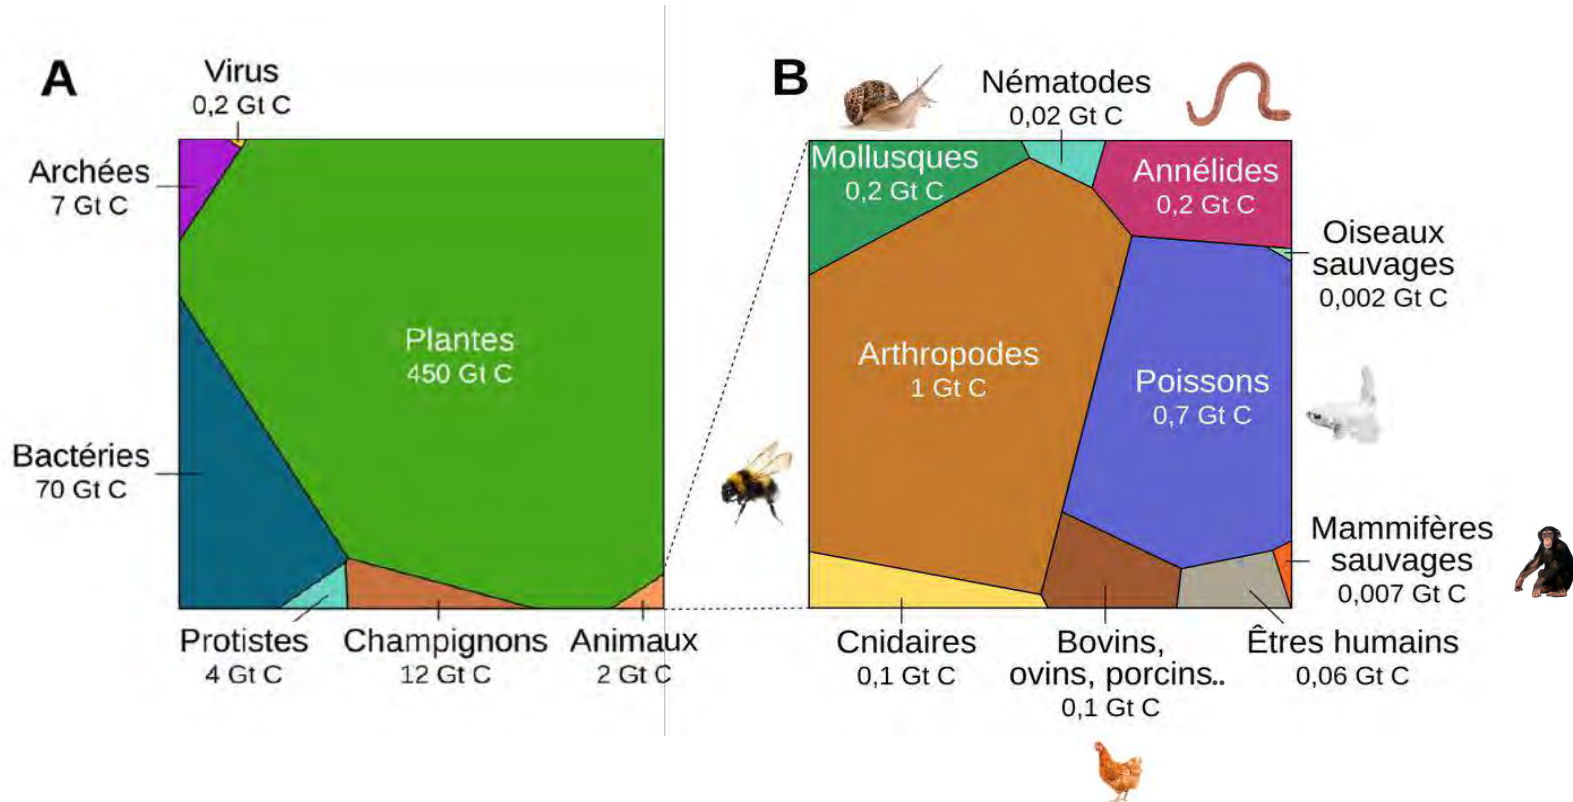 A
Virus
0,2 Gt C
Archées
7 Gt C
Plantes
450 Gt C
Bactéries
70 Gt C
Protistes
4 Gt C
Champignons
12 Gt C
Animaux
2 Gt C
B
Nématodes
0,02 Gt C
Mollusques
0,2 Gt C
Annélides
0,2 Gt C
Oiseaux
sauvages
0,002 Gt C
Arthropodes
1 Gt C
Poissons
0,7 Gt C
Mammifères
sauvages
0,007 Gt C
Cnidaires
0,1 Gt C
Bovins,
ovins, porcins..
0,1 Gt C
Êtres humains
0,06 Gt C